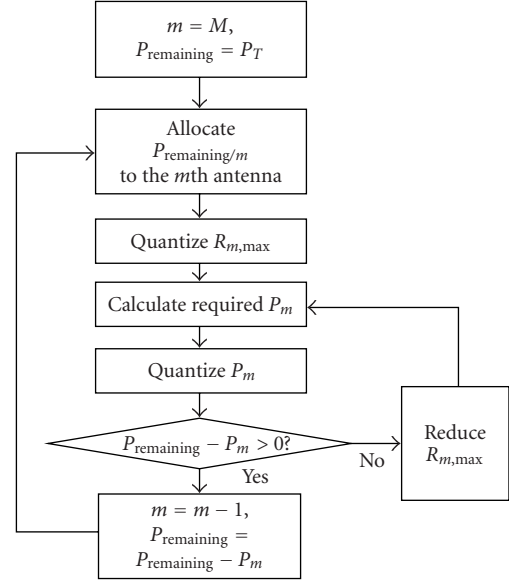 m = M,
P_remaining = P_T
Allocate
P_remaining/m
to the mth antenna
Quantize R_m,max
Calculate required P_m
Quantize P_m
P_remaining − P_m > 0?
No
Reduce
R_m,max
Yes
m = m − 1,
P_remaining =
P_remaining − P_m